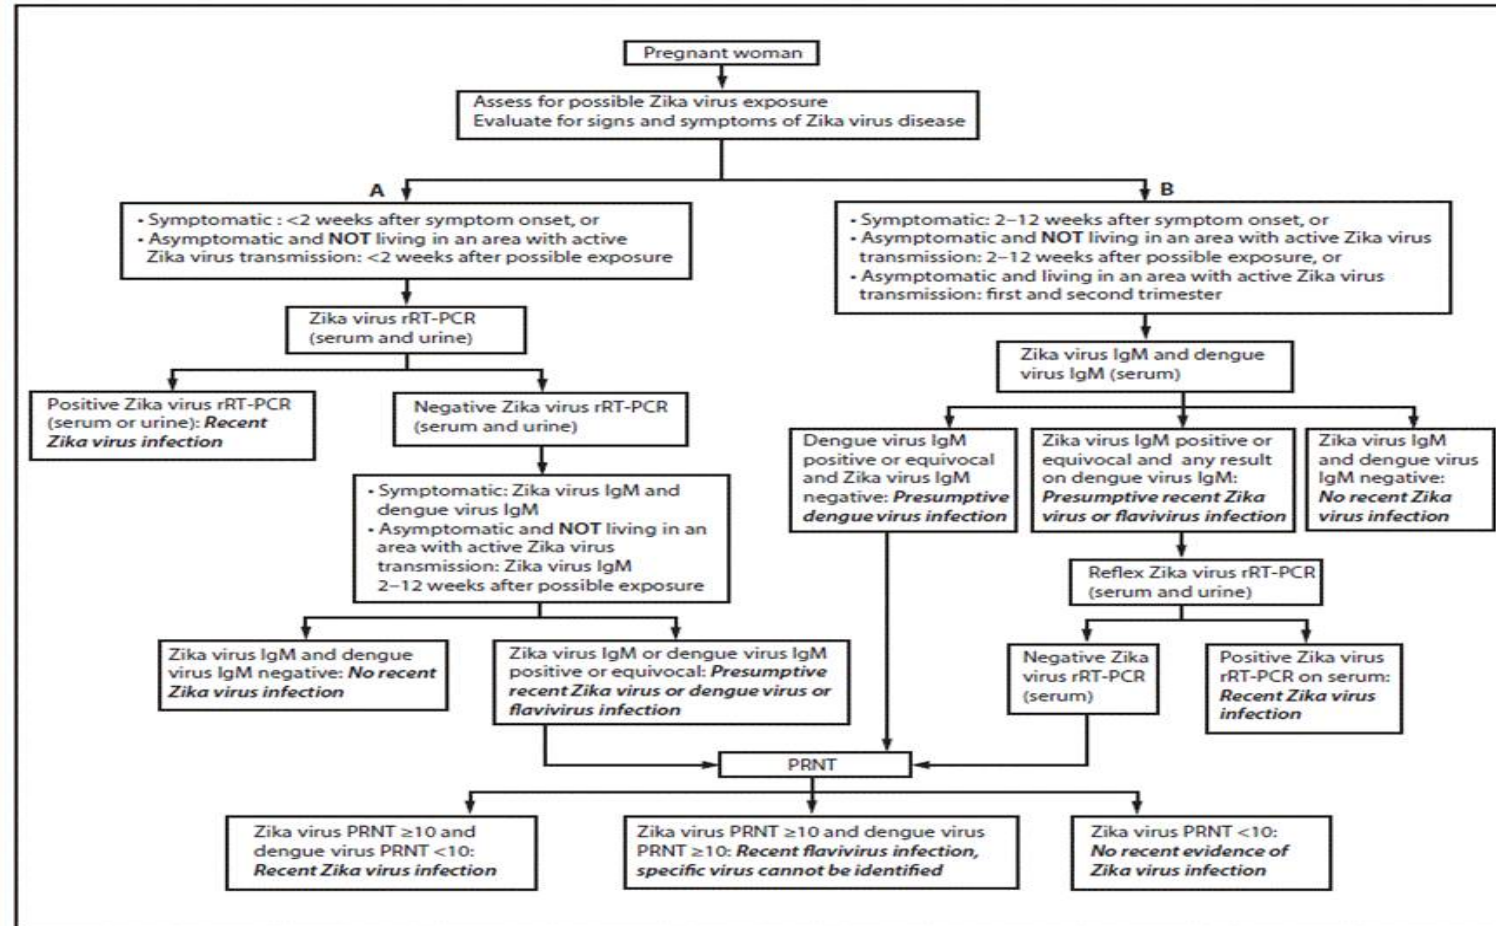 Pregnant woman
Assess for possible Zika virus exposure
Evaluate for signs and symptoms of Zika virus disease
A
B
• Symptomatic : <2 weeks after symptom onset, or
• Asymptomatic and NOT living in an area with active
Zika virus transmission: <2 weeks after possible exposure
• Symptomatic: 2–12 weeks after symptom onset, or
• Asymptomatic and NOT living in an area with active Zika virus
transmission: 2–12 weeks after possible exposure, or
• Asymptomatic and living in an area with active Zika virus
transmission: first and second trimester
Zika virus rRT-PCR
(serum and urine)
Zika virus IgM and dengue
virus IgM (serum)
Positive Zika virus rRT-PCR
(serum or urine): Recent
Zika virus infection
Negative Zika virus rRT-PCR
(serum and urine)
Dengue virus IgM
positive or equivocal
and Zika virus IgM
negative: Presumptive
dengue virus infection
Zika virus IgM positive or
equivocal and any result
on dengue virus IgM:
Presumptive recent Zika
virus or flavivirus infection
Zika virus IgM
and dengue virus
IgM negative:
No recent Zika
virus infection
• Symptomatic: Zika virus IgM and
dengue virus IgM
• Asymptomatic and NOT living in an
area with active Zika virus
transmission: Zika virus IgM
2–12 weeks after possible exposure
Reflex Zika virus rRT-PCR
(serum and urine)
Zika virus IgM and dengue
virus IgM negative: No recent
Zika virus infection
Zika virus IgM or dengue virus IgM
positive or equivocal: Presumptive
recent Zika virus or dengue virus or
flavivirus infection
Negative Zika
virus rRT-PCR
(serum)
Positive Zika virus
rRT-PCR on serum:
Recent Zika virus
infection
PRNT
Zika virus PRNT ≥10 and
dengue virus PRNT <10:
Recent Zika virus infection
Zika virus PRNT ≥10 and dengue virus
PRNT ≥10: Recent flavivirus infection,
specific virus cannot be identified
Zika virus PRNT <10:
No recent evidence of
Zika virus infection